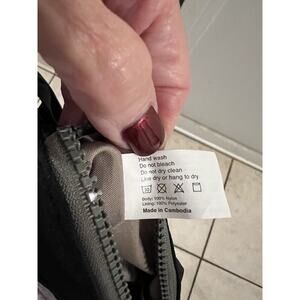 Hand wash
Do not bleach
Do not dry clean
Line dry or hang to dry
Body: 100% Nylon
Lining: 100% Polyester
Made in Cambodia